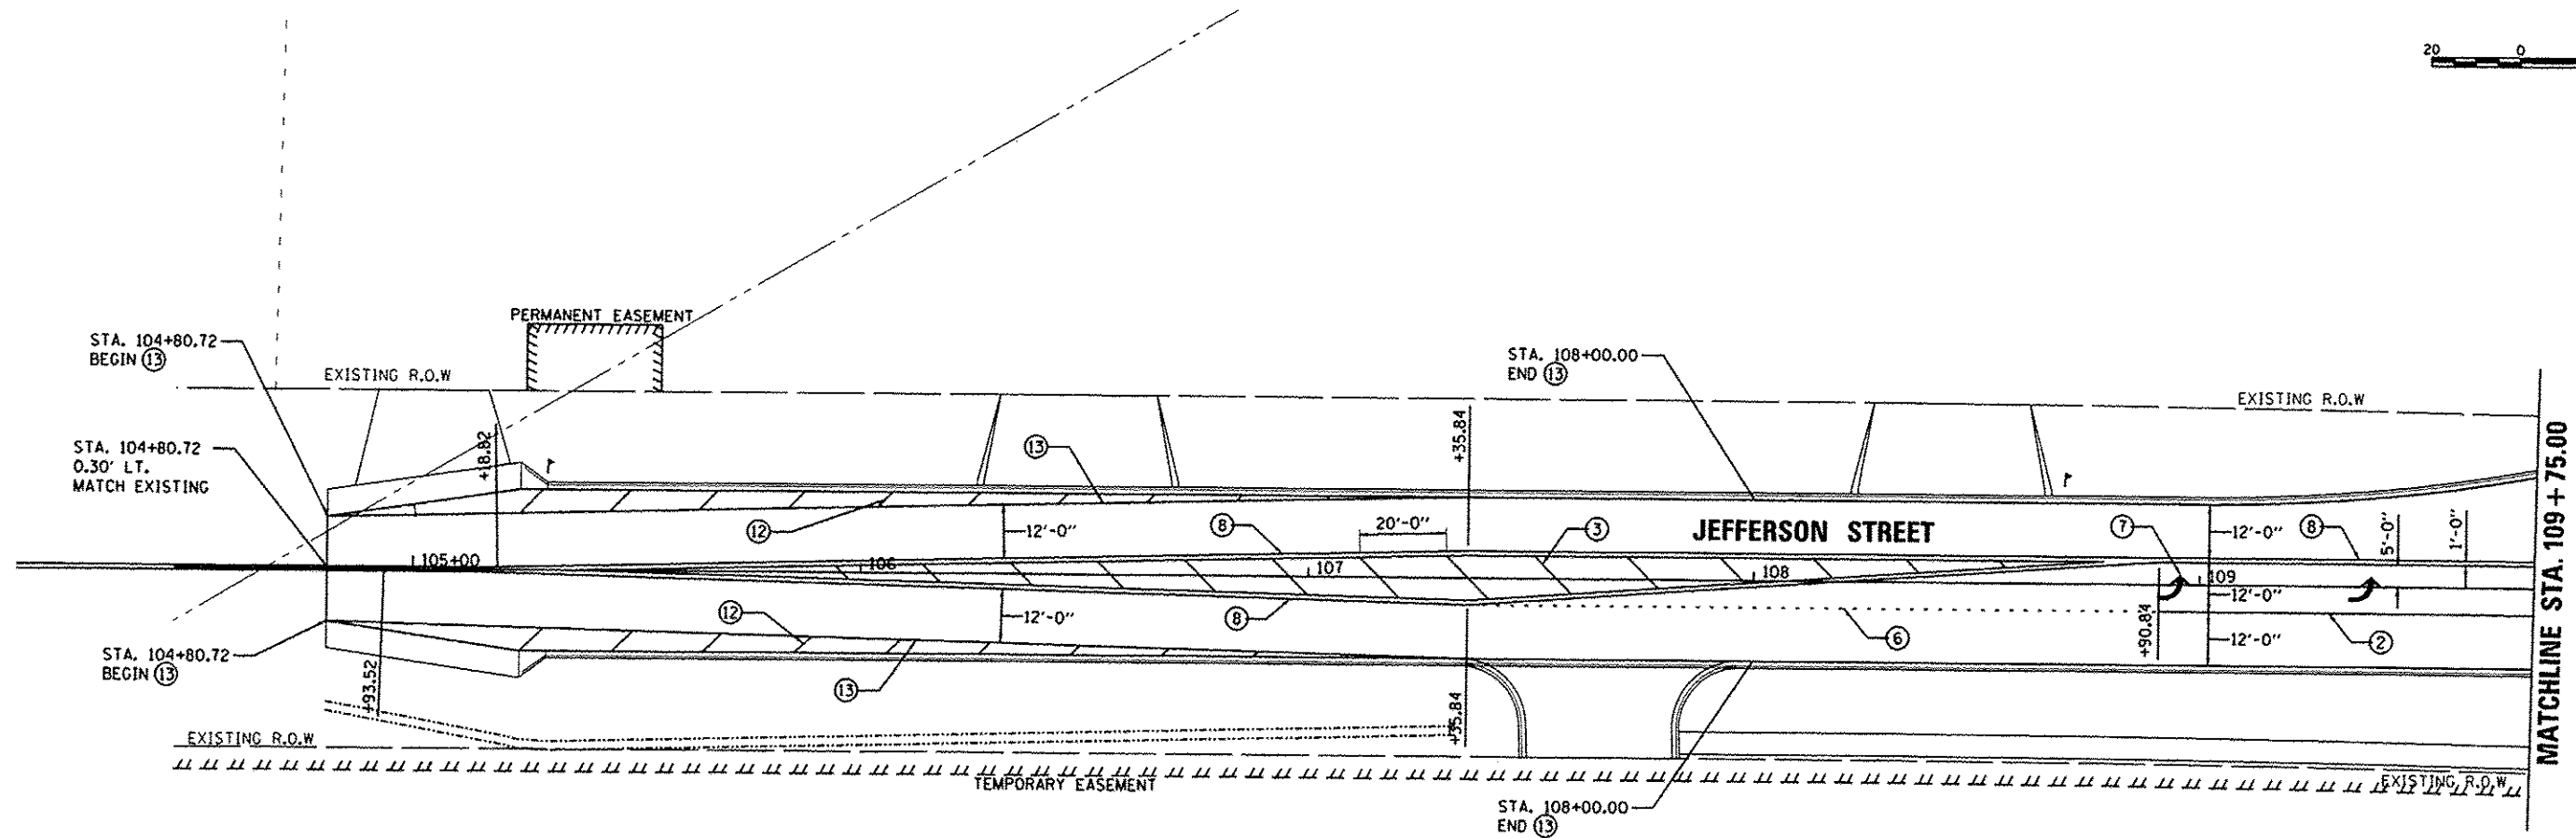 20 0
PERMANENT EASEMENT
STA. 104+80.72
BEGIN 13
EXISTING R.O.W
STA. 108+00.00
END 13
EXISTING R.O.W
STA. 104+80.72
0.30' LT.
MATCH EXISTING
+18.82
13
+35.84
12
8
20'-0"
3
JEFFERSON STREET
7
8
12'-0"
12'-0"
5'-0"
1'-0"
105+00
106
107
108
109
12'-0"
12
12'-0"
8
6
+90.84
12'-0"
2
STA. 104+80.72
BEGIN 13
+93.52
13
+35.84
EXISTING R.O.W
TEMPORARY EASEMENT
EXISTING R.O.W
STA. 108+00.00
END 13
MATCHLINE STA. 109+75.00